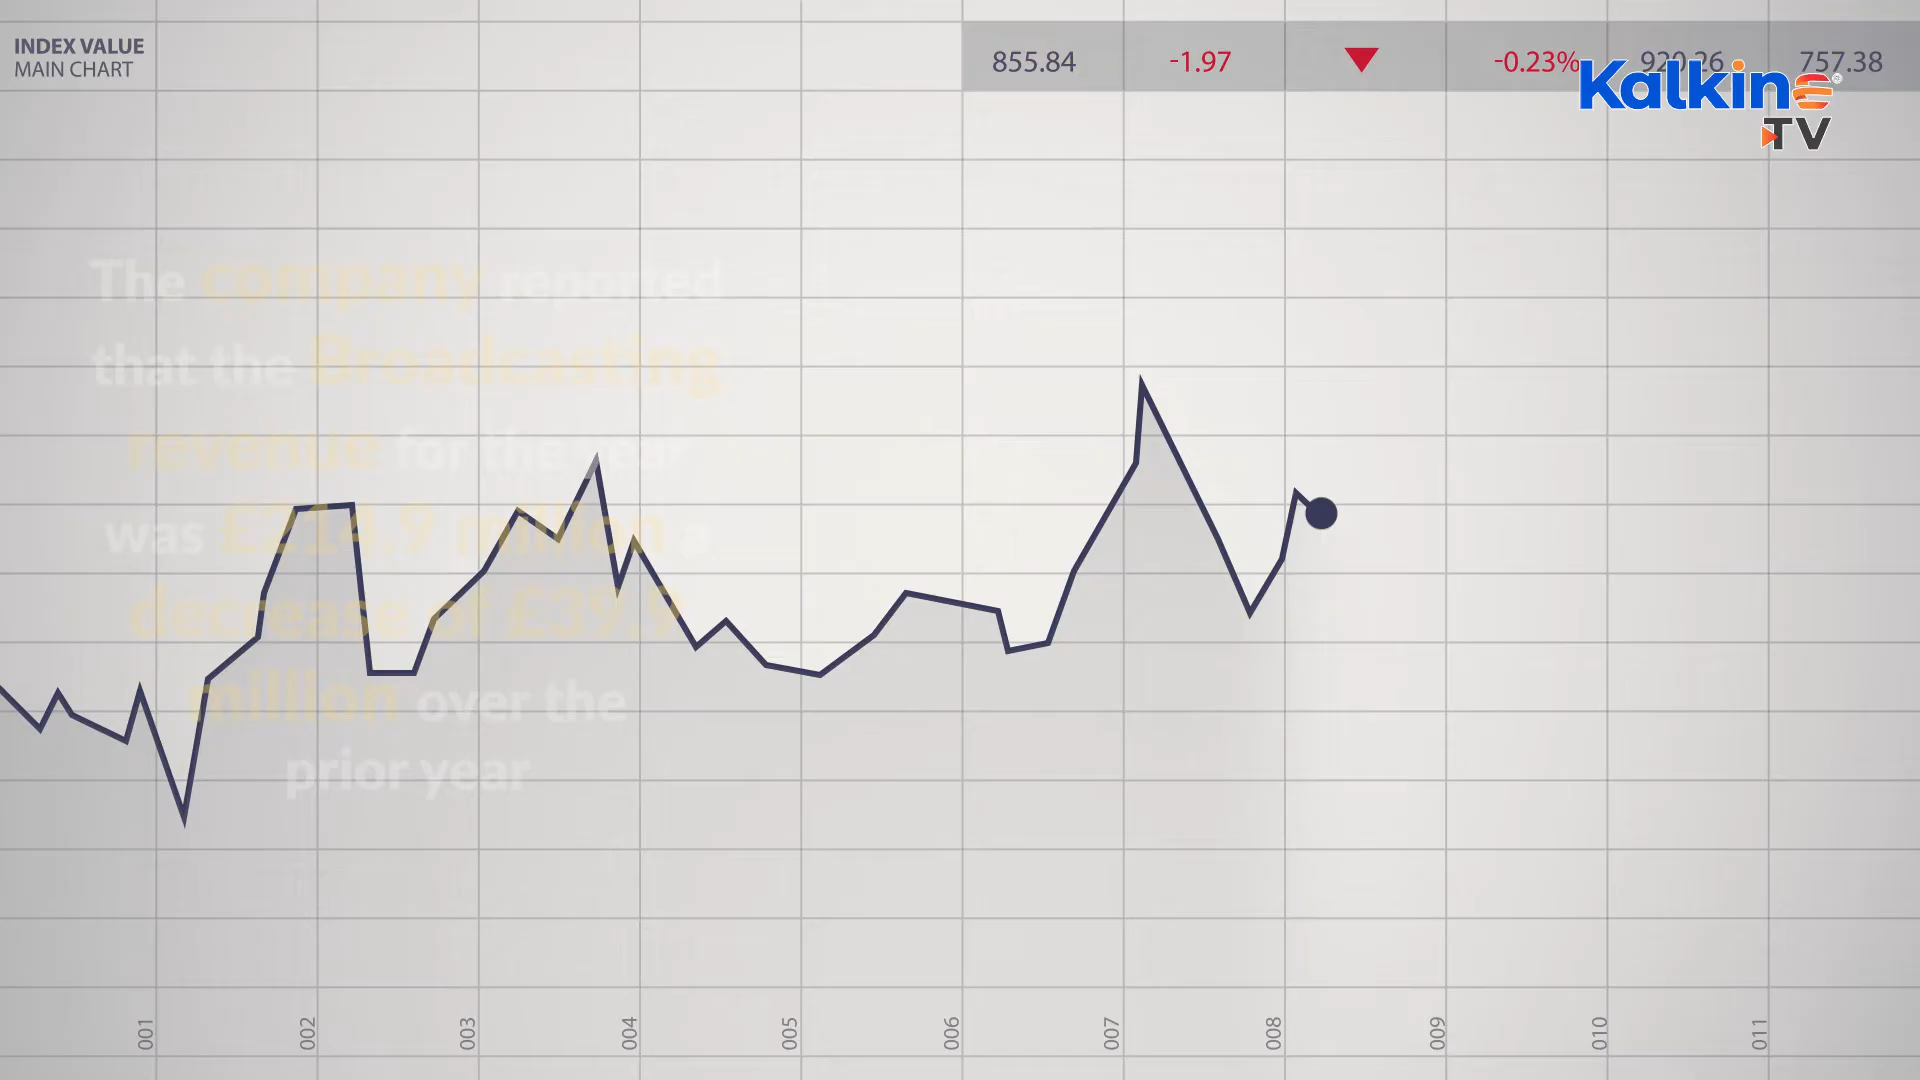 INDEX VALUE
MAIN CHART
855.84 -1.97 -0.23% 920.26 757.38
Kalkine®
TV
The company reported
that the Broadcasting
revenue for the year
was £214.9 million a
decrease of £39.9
million over the
prior year
001 002 003 004 005 006 007 008 009 010 011